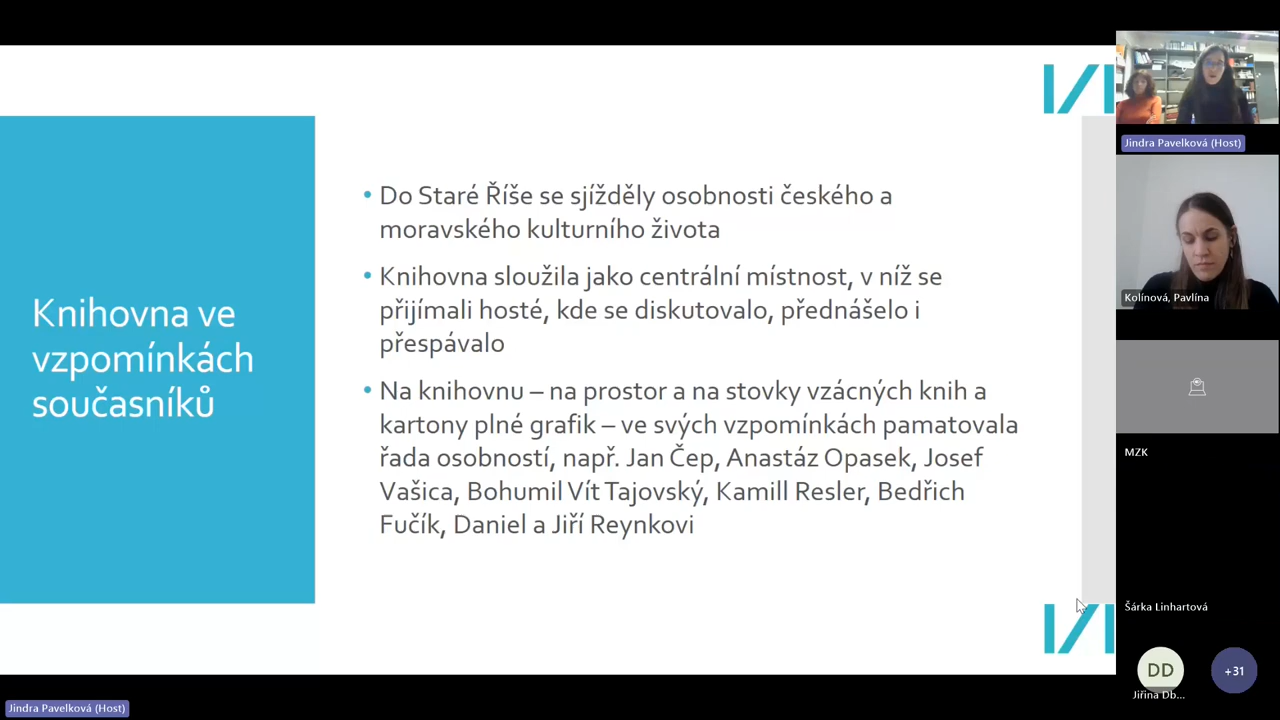 Knihovna ve
vzpomínkách
současníků
• Do Staré Říše se sjížděly osobnosti českého a
moravského kulturního života
• Knihovna sloužila jako centrální místnost, v níž se
přijímali hosté, kde se diskutovalo, přednášelo i
přespávalo
• Na knihovnu – na prostor a na stovky vzácných knih a
kartony plné grafik – ve svých vzpomínkách pamatovala
řada osobností, např. Jan Čep, Anastáz Opasek, Josef
Vašica, Bohumil Vít Tajovský, Kamill Resler, Bedřich
Fučík, Daniel a Jiří Reynkovi
Jindra Pavelková (Host)
Kolínová, Pavlína
MZK
Šárka Linhartová
DD
+31
Jiřina Db...
Jindra Pavelková (Host)